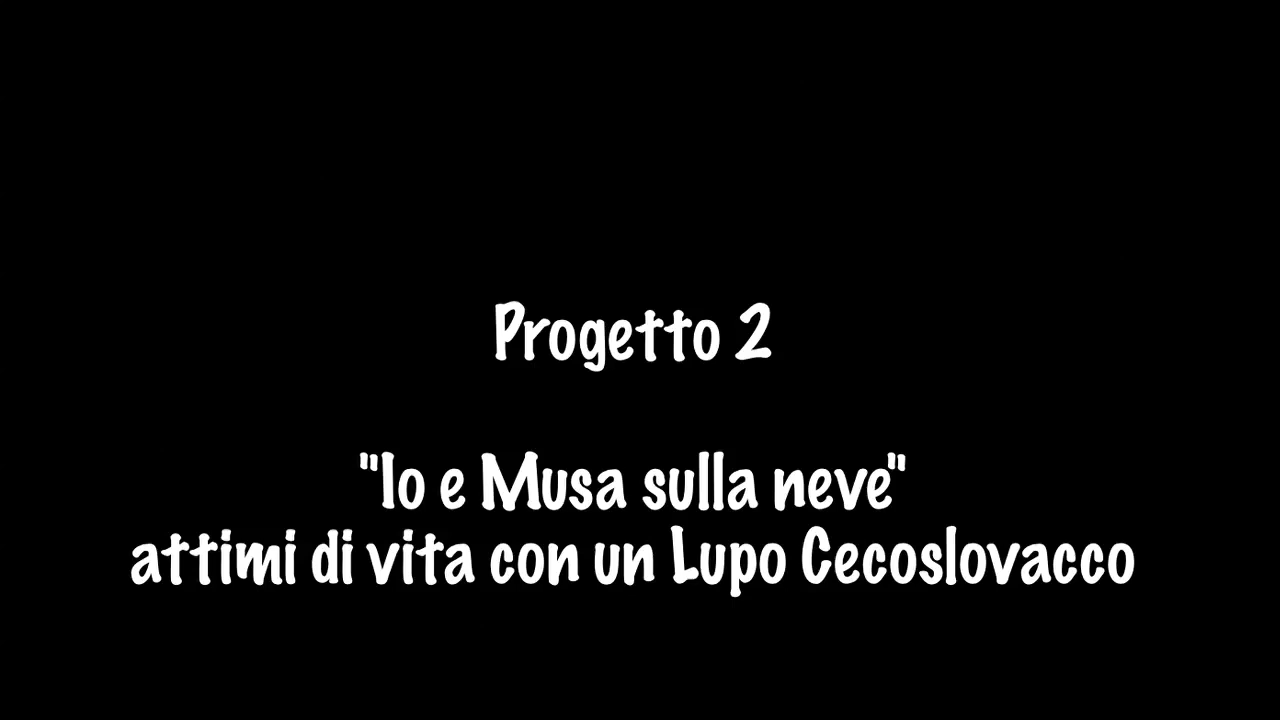 Progetto 2
"Io e Musa sulla neve"
attimi di vita con un Lupo Cecoslovacco